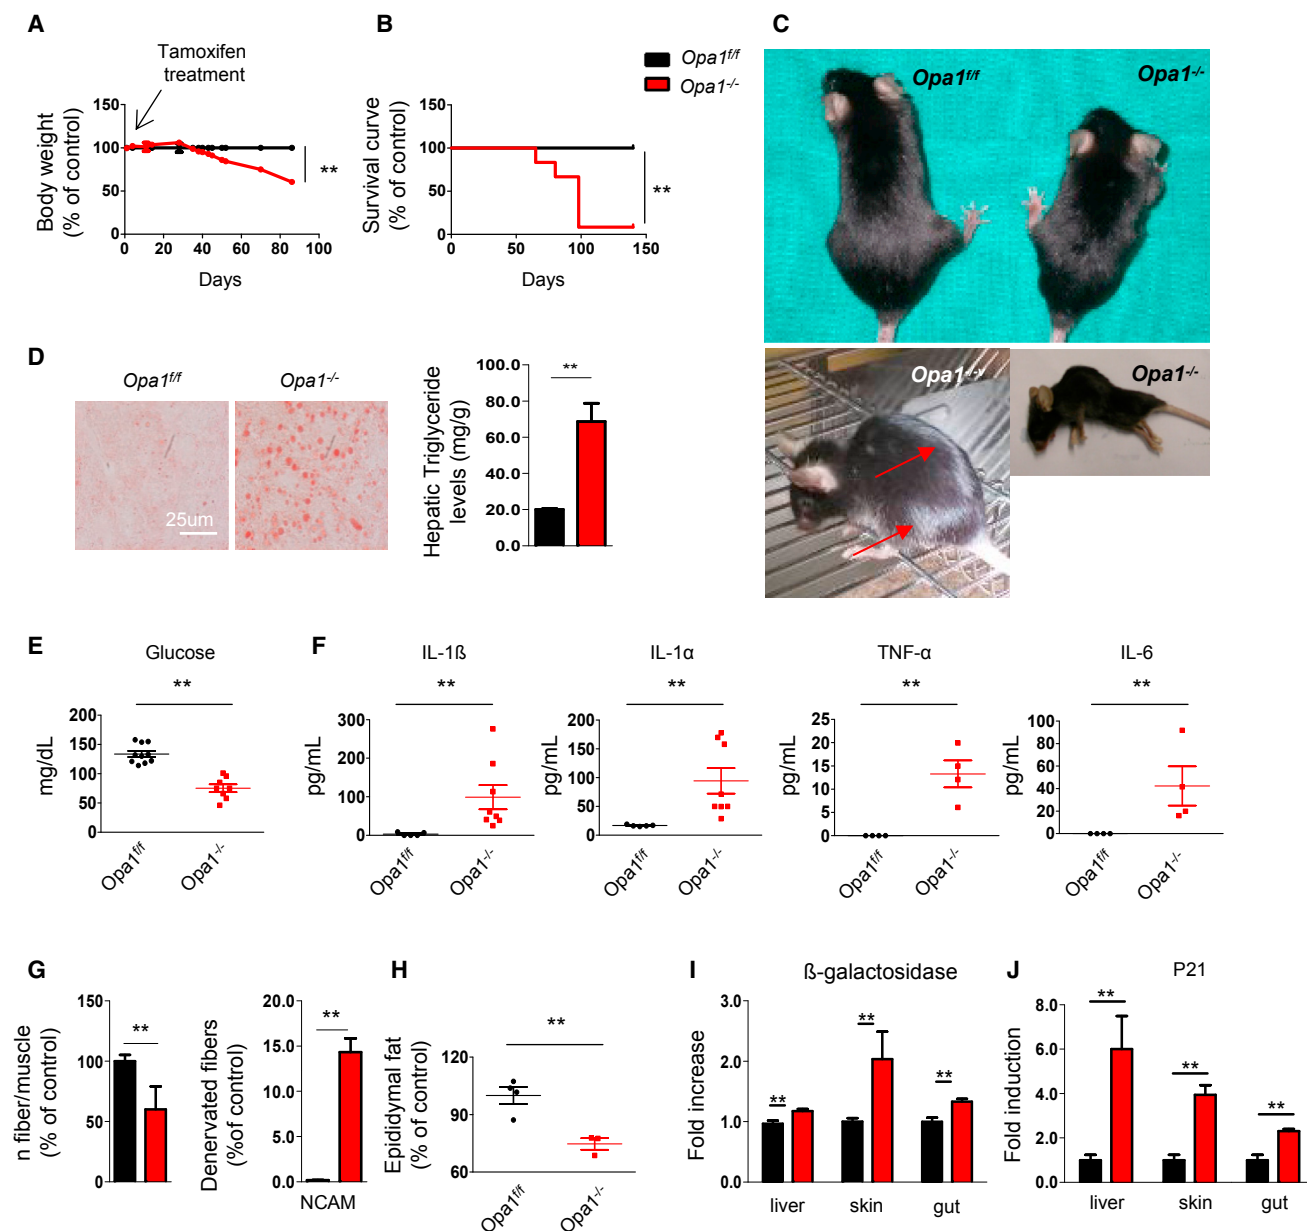 A
Tamoxifen
treatment
Body weight
(% of control)
150
100
50
0
0 20 40 60 80 100
Days
**
B
Survival curve
(% of control)
150
100
50
0
0 50 100 150
Days
**
Opa1f/f
Opa1-/-
C
Opa1f/f
Opa1-/-
Opa1-/-
Opa1-/-
D
Opa1f/f
Opa1-/-
25um
Hepatic Triglyceride
levels (mg/g)
100.0
80.0
60.0
40.0
20.0
0.0
**
E
Glucose
**
mg/dL
200
150
100
50
0
Opa1f/f
Opa1-/-
F
IL-1ß
**
pg/mL
300
200
100
0
Opa1f/f
Opa1-/-
IL-1α
**
pg/mL
200
150
100
50
0
Opa1f/f
Opa1-/-
TNF-α
**
pg/mL
25
20
15
10
5
0
Opa1f/f
Opa1-/-
IL-6
**
pg/mL
100
80
60
40
20
0
Opa1f/f
Opa1-/-
G
n fiber/muscle
(% of control)
150
100
50
0
**
Denervated fibers
(%of control)
20.0
15.0
10.0
5.0
0.0
**
NCAM
H
Epididymal fat
(% of control)
120
100
80
60
**
Opa1f/f
Opa1-/-
I
ß-galactosidase
Fold increase
3.0
2.0
1.0
0.0
**
**
**
liver skin gut
J
P21
Fold induction
8.0
6.0
4.0
2.0
0.0
**
**
**
liver skin gut